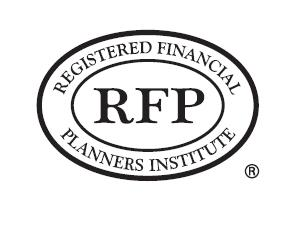 REGISTERED FINANCIAL
RFP
PLANNERS INSTITUTE
®